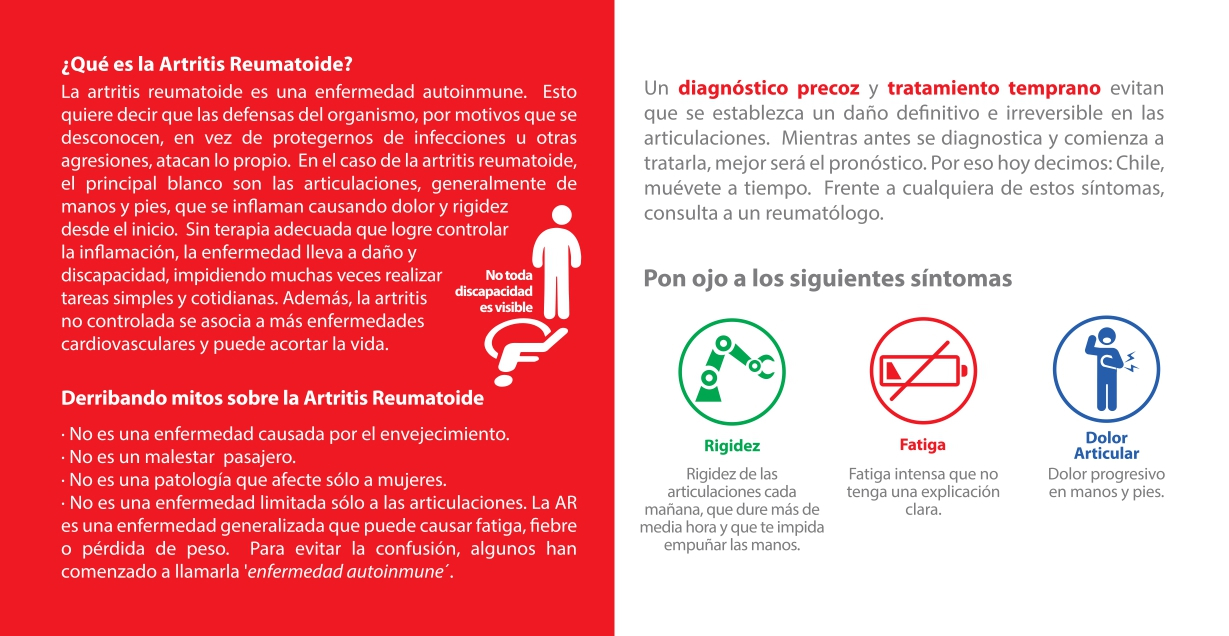 ¿Qué es la Artritis Reumatoide?
La artritis reumatoide es una enfermedad autoinmune. Esto
quiere decir que las defensas del organismo, por motivos que se
desconocen, en vez de protegernos de infecciones u otras
agresiones, atacan lo propio. En el caso de la artritis reumatoide,
el principal blanco son las articulaciones, generalmente de
manos y pies, que se inflaman causando dolor y rigidez
desde el inicio. Sin terapia adecuada que logre controlar
la inflamación, la enfermedad lleva a daño y
discapacidad, impidiendo muchas veces realizar
tareas simples y cotidianas. Además, la artritis
no controlada se asocia a más enfermedades
cardiovasculares y puede acortar la vida.
No toda
discapacidad
es visible
Derribando mitos sobre la Artritis Reumatoide
· No es una enfermedad causada por el envejecimiento.
· No es un malestar pasajero.
· No es una patología que afecte sólo a mujeres.
· No es una enfermedad limitada sólo a las articulaciones. La AR
es una enfermedad generalizada que puede causar fatiga, fiebre
o pérdida de peso. Para evitar la confusión, algunos han
comenzado a llamarla 'enfermedad autoinmune´.
Un diagnóstico precoz y tratamiento temprano evitan
que se establezca un daño definitivo e irreversible en las
articulaciones. Mientras antes se diagnostica y comienza a
tratarla, mejor será el pronóstico. Por eso hoy decimos: Chile,
muévete a tiempo. Frente a cualquiera de estos síntomas,
consulta a un reumatólogo.
Pon ojo a los siguientes síntomas
Rigidez
Rigidez de las
articulaciones cada
mañana, que dure más de
media hora y que te impida
empuñar las manos.
Fatiga
Fatiga intensa que no
tenga una explicación
clara.
Dolor
Articular
Dolor progresivo
en manos y pies.